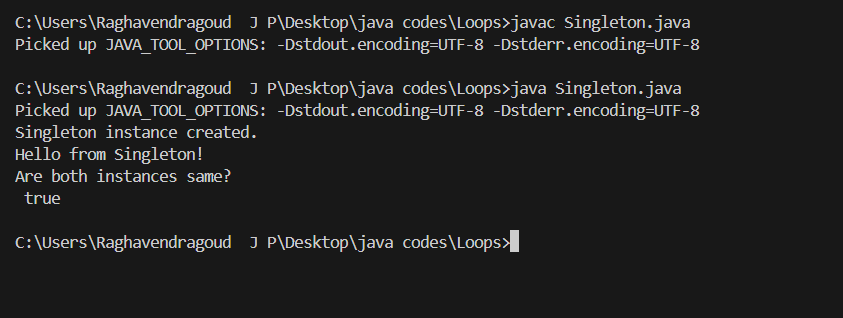 C:\Users\Raghavendragoud  J P\Desktop\java codes\Loops>javac Singleton.java
Picked up JAVA_TOOL_OPTIONS: -Dstdout.encoding=UTF-8 -Dstderr.encoding=UTF-8
C:\Users\Raghavendragoud  J P\Desktop\java codes\Loops>java Singleton.java
Picked up JAVA_TOOL_OPTIONS: -Dstdout.encoding=UTF-8 -Dstderr.encoding=UTF-8
Singleton instance created.
Hello from Singleton!
Are both instances same?
 true
C:\Users\Raghavendragoud  J P\Desktop\java codes\Loops>